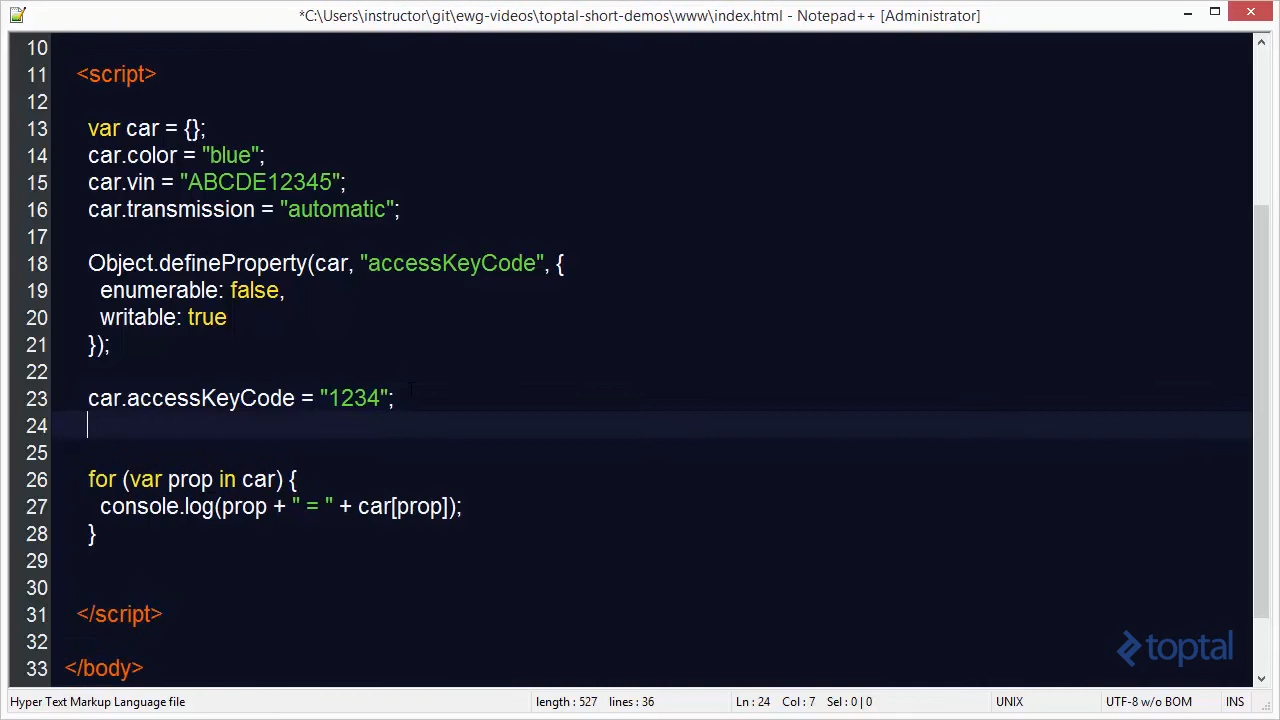 *C:\Users\instructor\git\ewg-videos\toptal-short-demos\www\index.html - Notepad++ [Administrator]
10
11 <script>
12
13 var car = {};
14 car.color = "blue";
15 car.vin = "ABCDE12345";
16 car.transmission = "automatic";
17
18 Object.defineProperty(car, "accessKeyCode", {
19 enumerable: false,
20 writable: true
21 });
22
23 car.accessKeyCode = "1234";
24
25
26 for (var prop in car) {
27 console.log(prop + " = " + car[prop]);
28 }
29
30
31 </script>
32
33 </body>
toptal
Hyper Text Markup Language file length : 527 lines : 36 Ln : 24 Col : 7 Sel : 0 | 0 UNIX UTF-8 w/o BOM INS